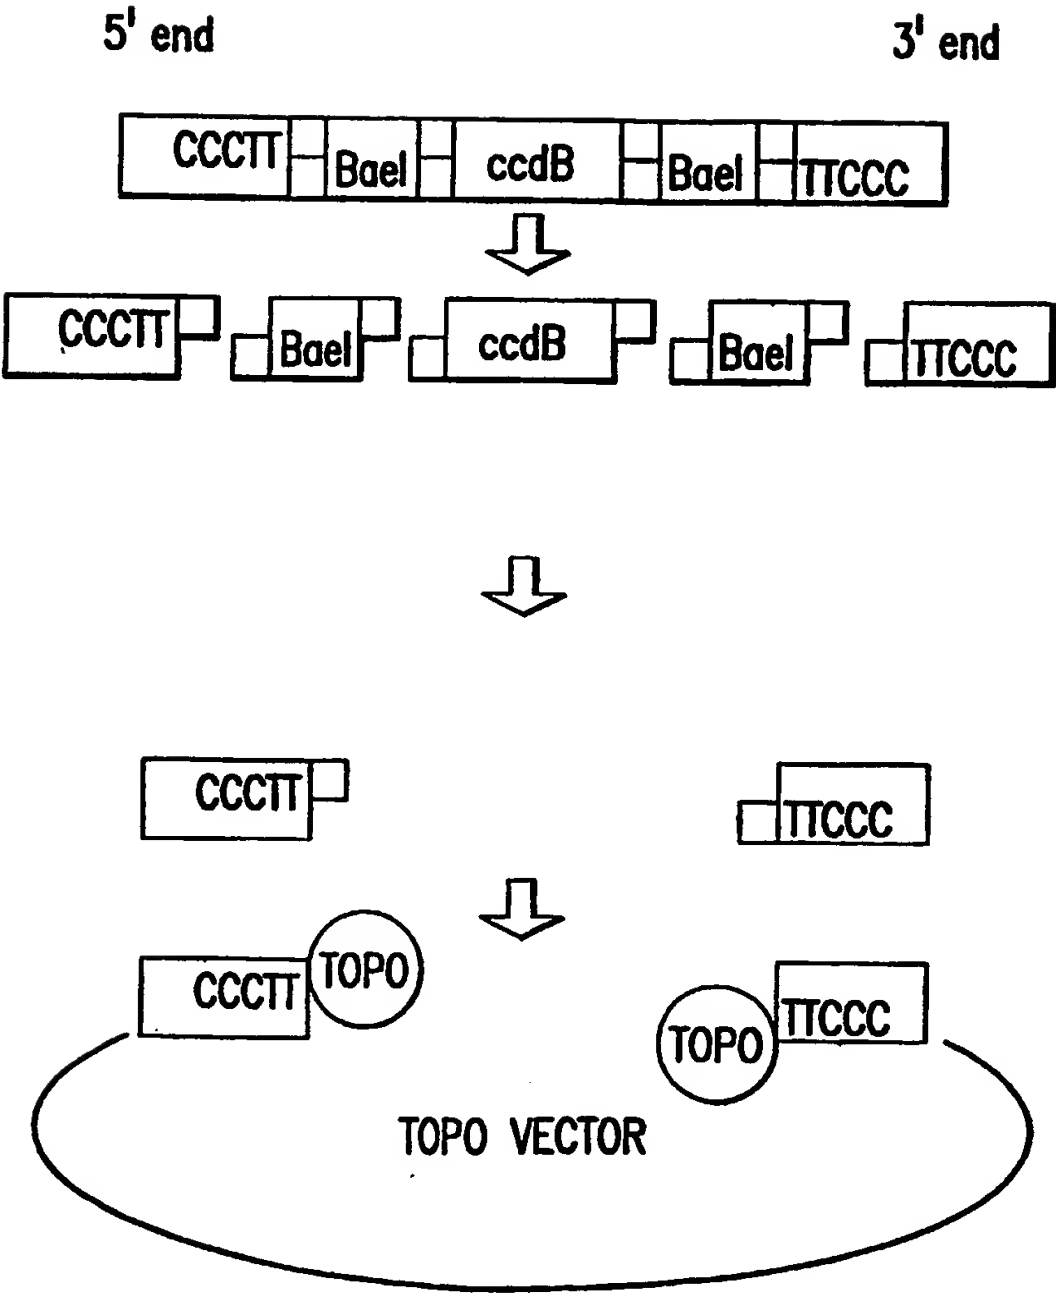 5' end 3' end
CCCTT BaeI ccdB BaeI TTCCC
CCCTT BaeI ccdB BaeI TTCCC
CCCTT TTCCC
CCCTT TOPO TOPO TTCCC
TOPO VECTOR